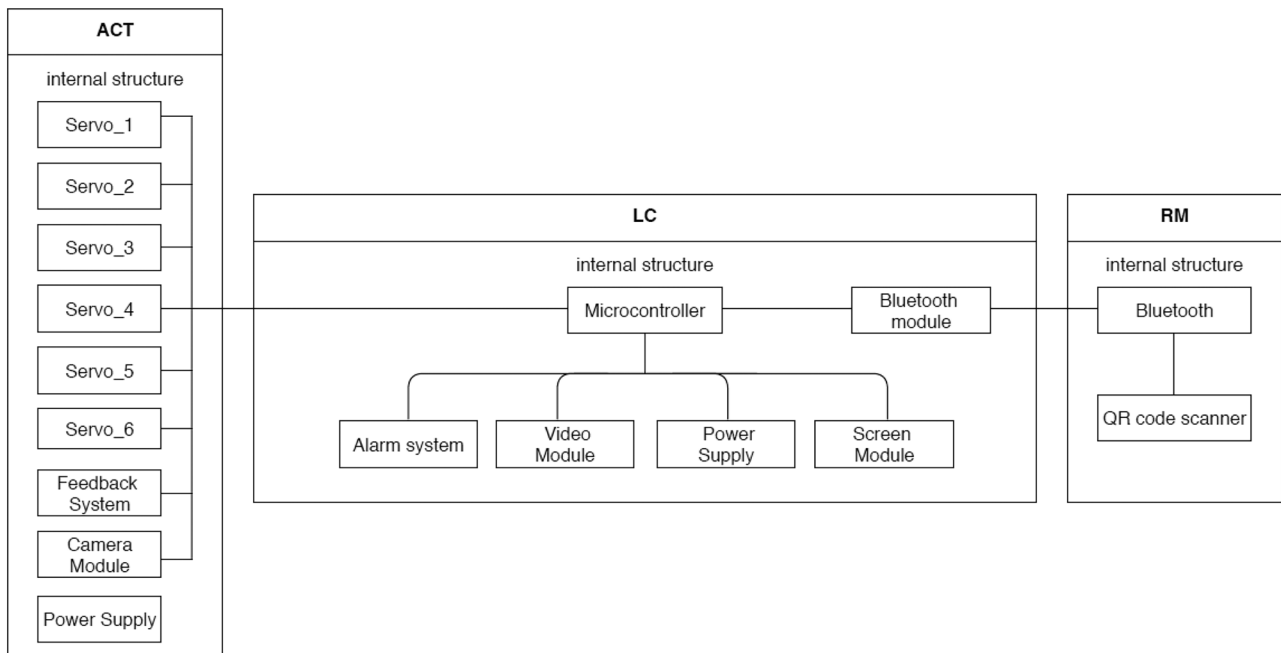 ACT
internal structure
Servo_1
Servo_2
Servo_3
Servo_4
Servo_5
Servo_6
Feedback
System
Camera
Module
Power Supply
LC
internal structure
Microcontroller
Bluetooth
module
Alarm system
Video
Module
Power
Supply
Screen
Module
RM
internal structure
Bluetooth
QR code scanner